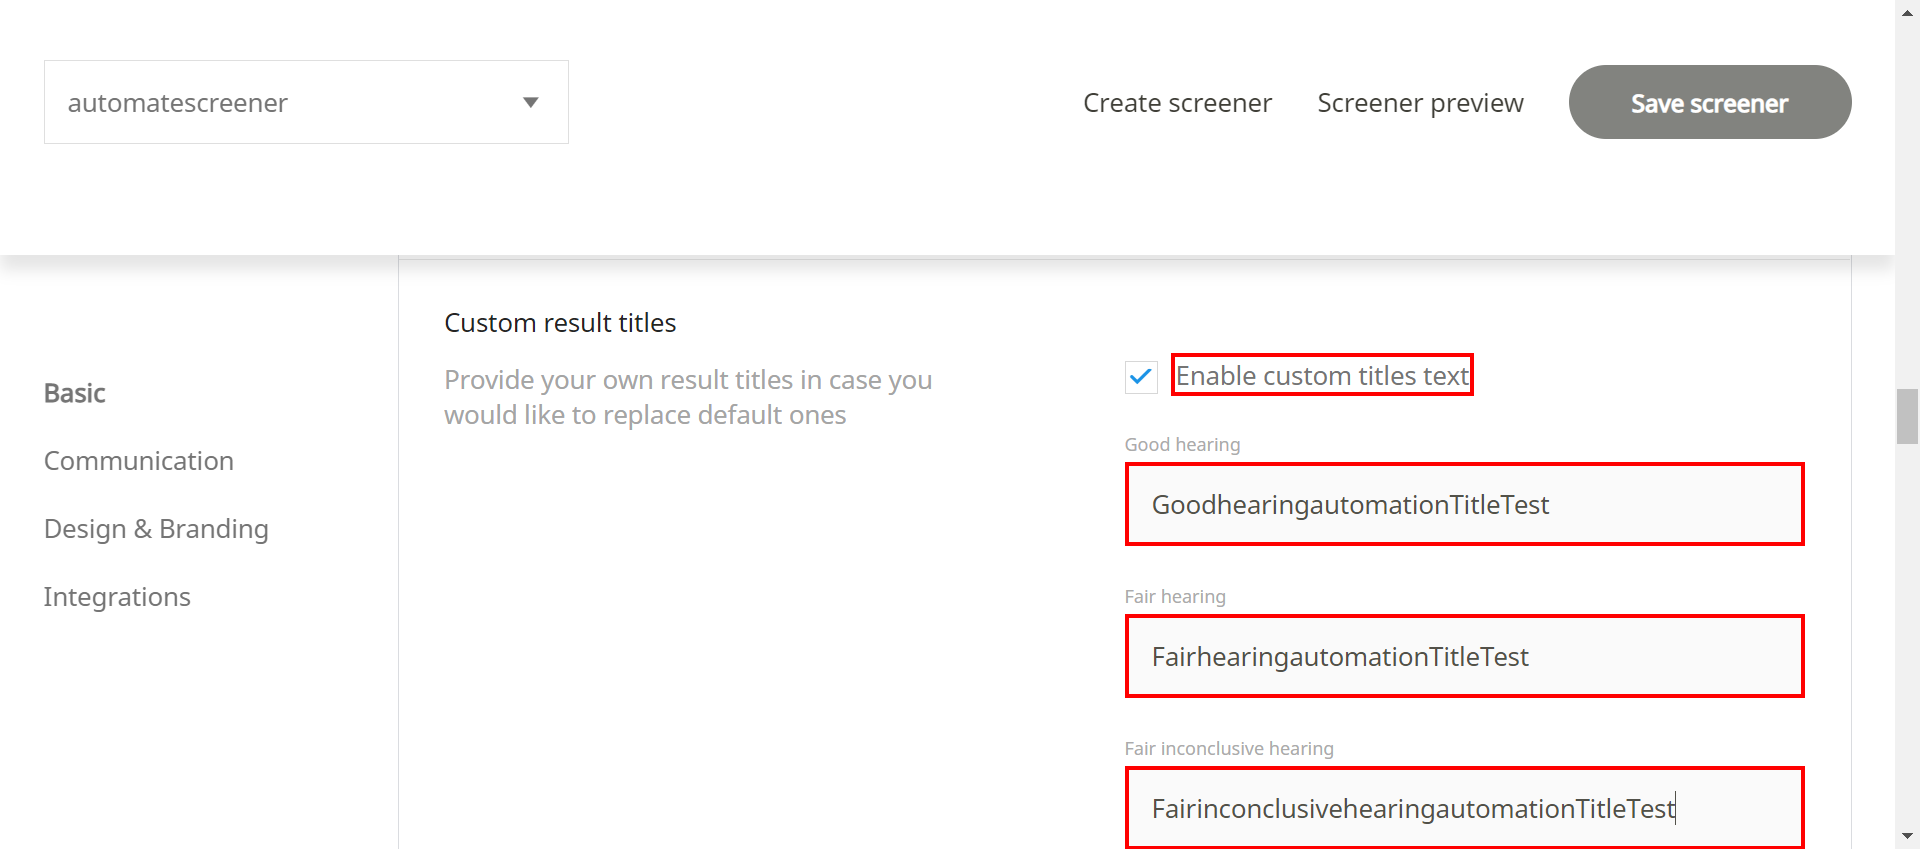 automatescreener
Create screener
Screener preview
Save screener
Basic
Communication
Design & Branding
Integrations
Custom result titles
Provide your own result titles in case you
would like to replace default ones
Enable custom titles text
Good hearing
GoodhearingautomationTitleTest
Fair hearing
FairhearingautomationTitleTest
Fair inconclusive hearing
FairinconclusivehearingautomationTitleTest